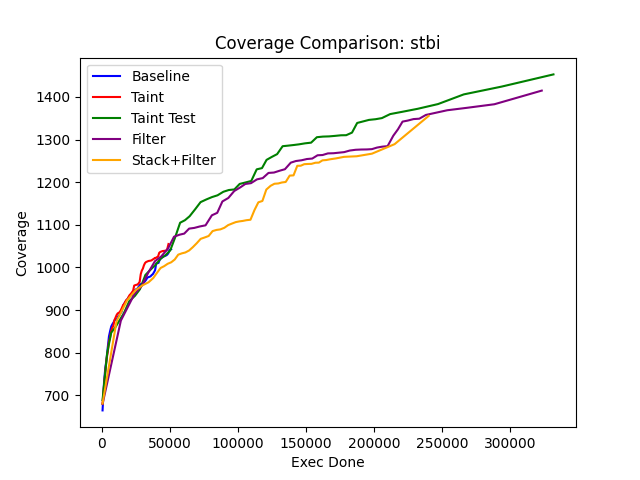 Coverage Comparison: stbi
Baseline
Taint
Taint Test
Filter
Stack+Filter
Coverage
1400
1300
1200
1100
1000
900
800
700
0 50000 100000 150000 200000 250000 300000
Exec Done